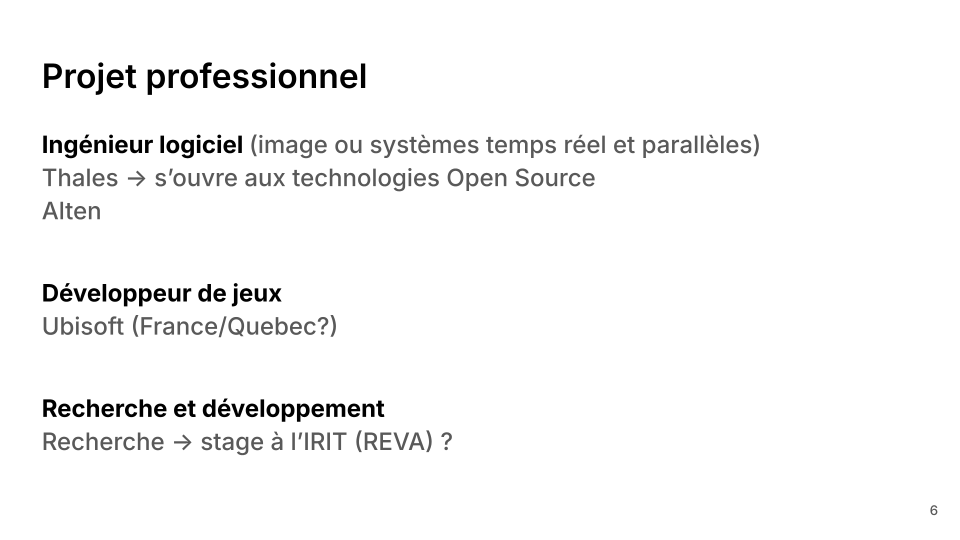 Projet professionnel
Ingénieur logiciel (image ou systèmes temps réel et parallèles)
Thales → s’ouvre aux technologies Open Source
Alten
Développeur de jeux
Ubisoft (France/Quebec?)
Recherche et développement
Recherche → stage à l’IRIT (REVA) ?
6